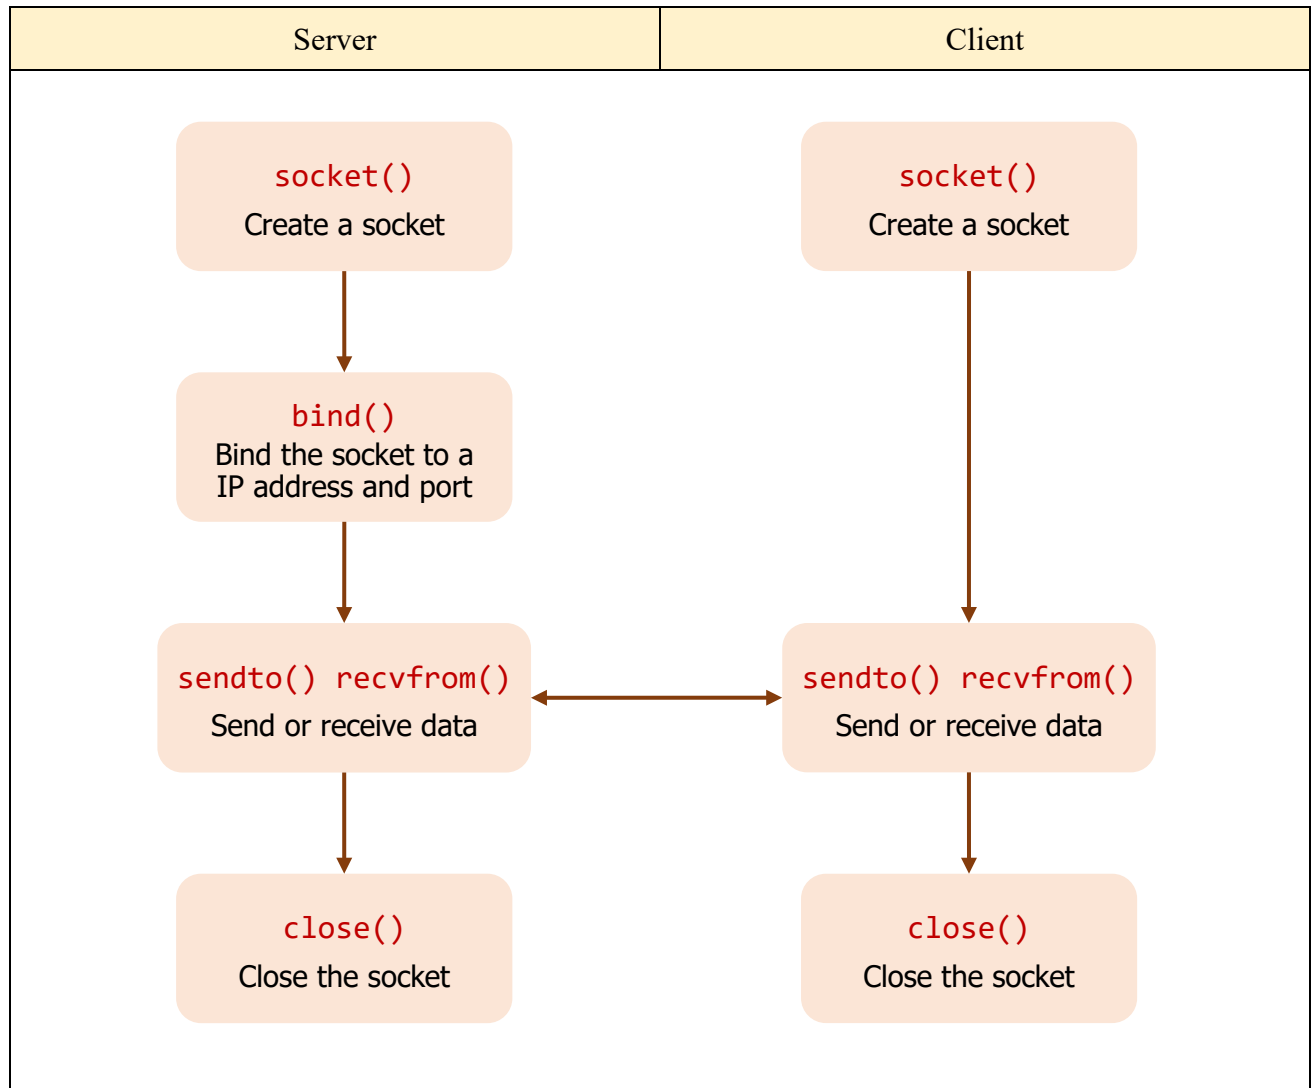 Server
Client
socket()
Create a socket
socket()
Create a socket
bind()
Bind the socket to a
IP address and port
sendto() recvfrom()
Send or receive data
sendto() recvfrom()
Send or receive data
close()
Close the socket
close()
Close the socket